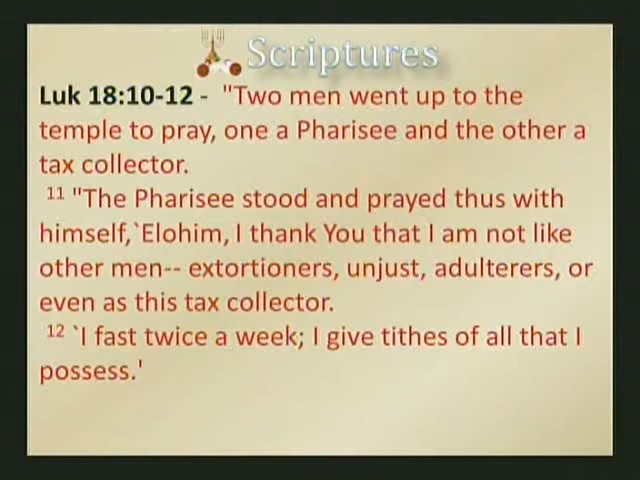 Scriptures
Luk 18:10-12 - "Two men went up to the
temple to pray, one a Pharisee and the other a
tax collector.
11 "The Pharisee stood and prayed thus with
himself,`Elohim, I thank You that I am not like
other men-- extortioners, unjust, adulterers, or
even as this tax collector.
12 `I fast twice a week; I give tithes of all that I
possess.'